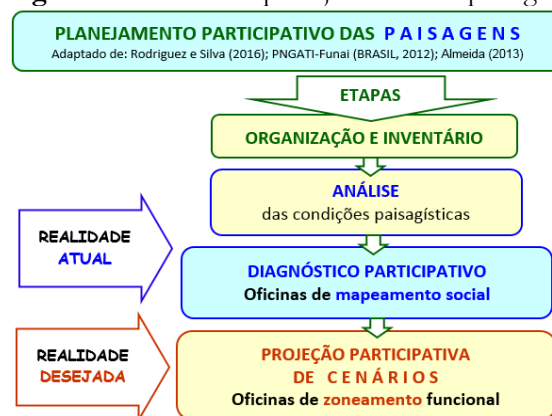 PLANEJAMENTO PARTICIPATIVO DAS P A I S A G E N S
Adaptado de: Rodriguez e Silva (2016); PNGATI-Funai (BRASIL, 2012); Almeida (2013)
ETAPAS
ORGANIZAÇÃO E INVENTÁRIO
ANÁLISE
das condições paisagísticas
REALIDADE
ATUAL
DIAGNÓSTICO PARTICIPATIVO
Oficinas de mapeamento social
REALIDADE
DESEJADA
PROJEÇÃO PARTICIPATIVA
DE C E N Á R I O S
Oficinas de zoneamento funcional